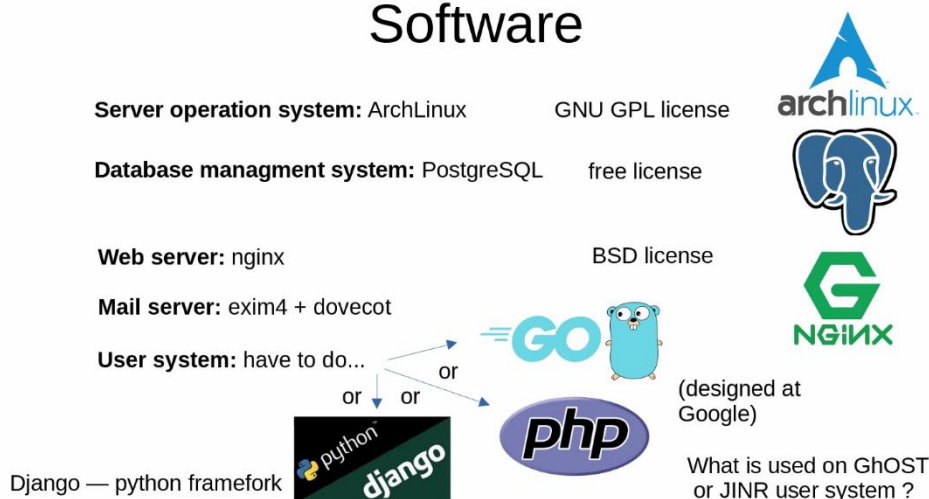 Software
archlinux
Server operation system: ArchLinux GNU GPL license
Database managment system: PostgreSQL free license
Web server: nginx BSD license
NGiNX
Mail server: exim4 + dovecot
GO
User system: have to do...
or
or or
(designed at
Google)
php
python™
django
Django — python framefork
What is used on GhOST
or JINR user system ?